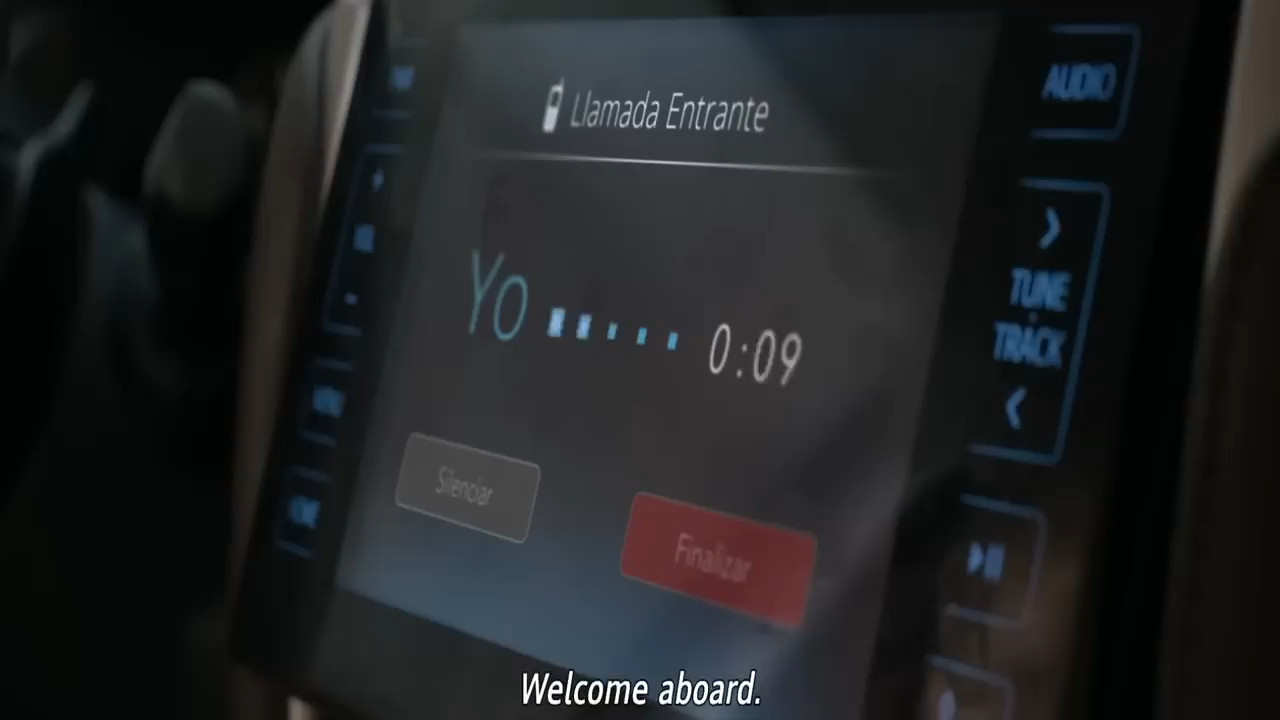 Llamada Entrante
Yo
0:09
Silenciar
Finalizar
AUDIO
TUNE
TRACK
Welcome aboard.